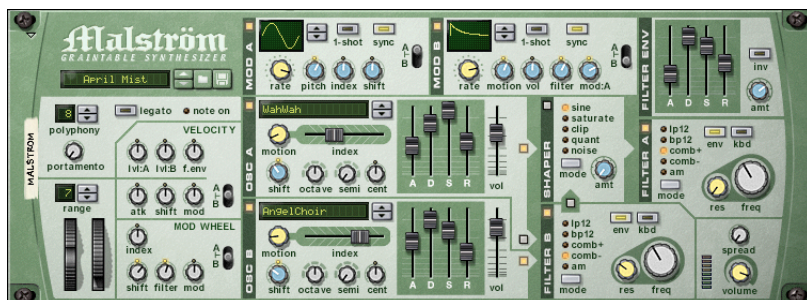 Malström
GRAINTABLE SYNTHESIZER
April Mist
MALSTROM
8
polyphony
legato
note on
portamento
VELOCITY
lvl:A lvl:B f.env
A
B
atk shift mod
7
range
MOD WHEEL
index
A
B
shift filter mod
MOD A
1-shot sync
A
B
rate pitch index shift
MOD B
1-shot sync
A
B
rate motion vol filter mod:A
FILTER ENV
A D S R
inv
amt
OSC A
WahWah
motion index
shift octave semi cent
A D S R vol
OSC B
AngelChoir
motion index
shift octave semi cent
A D S R vol
SHAPER
sine
saturate
clip
quant
noise
mode
amt
FILTER A
lp12
bp12
comb+
comb-
am
mode
env kbd
res freq
FILTER B
lp12
bp12
comb+
comb-
am
mode
env kbd
res freq
spread
volume